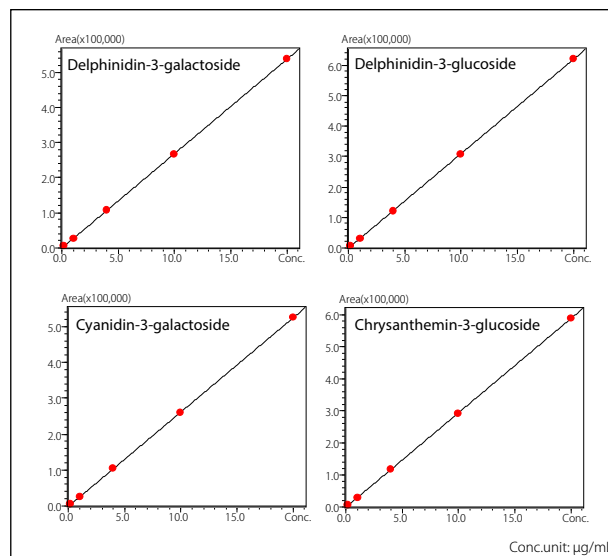 Area(x100,000)
Delphinidin-3-galactoside
5.0
4.0
3.0
2.0
1.0
0.0
0.0 5.0 10.0 15.0 Conc.
Area(x100,000)
Delphinidin-3-glucoside
6.0
5.0
4.0
3.0
2.0
1.0
0.0
0.0 5.0 10.0 15.0 Conc.
Area(x100,000)
Cyanidin-3-galactoside
5.0
4.0
3.0
2.0
1.0
0.0
0.0 5.0 10.0 15.0 Conc.
Area(x100,000)
Chrysanthemin-3-glucoside
6.0
5.0
4.0
3.0
2.0
1.0
0.0
0.0 5.0 10.0 15.0 Conc.
Conc.unit: µg/ml